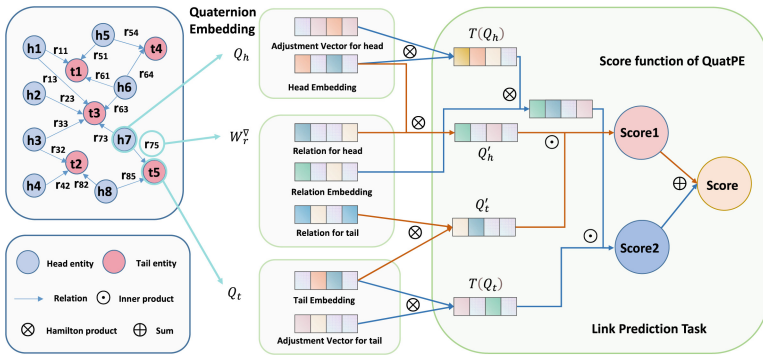 Quaternion
Embedding
h5
r54
h1
r11
r51
t4
t1
r61
r64
r13
h6
h2
r23
r63
t3
r33
r73
h7
r75
h3
r32
t2
t5
h4
r42
r82
h8
r85
Head entity
Tail entity
Relation
Inner product
Hamilton product
Sum
Q_h
W_r^∇
Q_t
Adjustment Vector for head
Head Embedding
Relation for head
Relation Embedding
Relation for tail
Tail Embedding
Adjustment Vector for tail
T(Q_h)
Q'_h
Q'_t
T(Q_t)
Score function of QuatPE
Score1
Score
Score2
Link Prediction Task